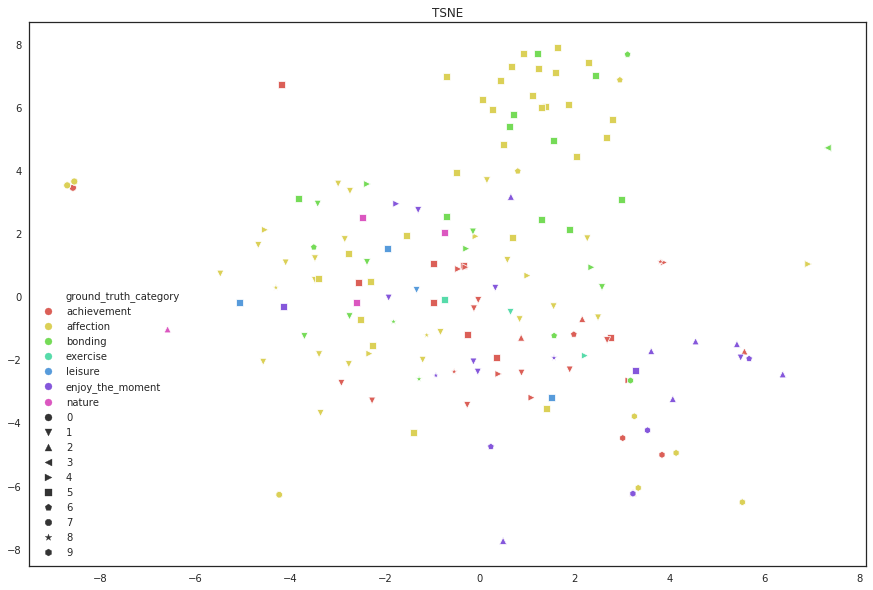 TSNE
8
6
4
2
0
−2
−4
−6
−8
ground_truth_category
achievement
affection
bonding
exercise
leisure
enjoy_the_moment
nature
0
1
2
3
4
5
6
7
8
9
−8 −6 −4 −2 0 2 4 6 8